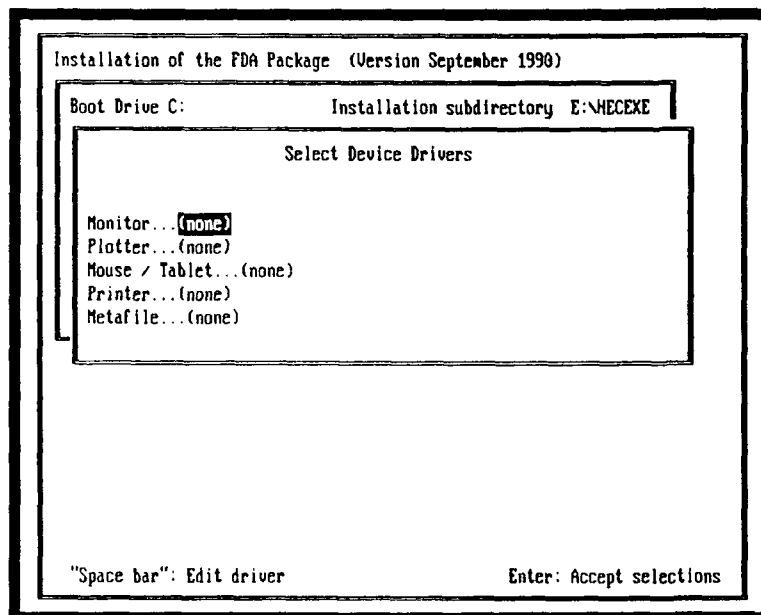 Installation of the FDA Package (Version September 1990)
Boot Drive C: Installation subdirectory E:\HECEXE
Select Device Drivers
Monitor...(none)
Plotter...(none)
Mouse / Tablet...(none)
Printer...(none)
Metafile...(none)
"Space bar": Edit driver Enter: Accept selections